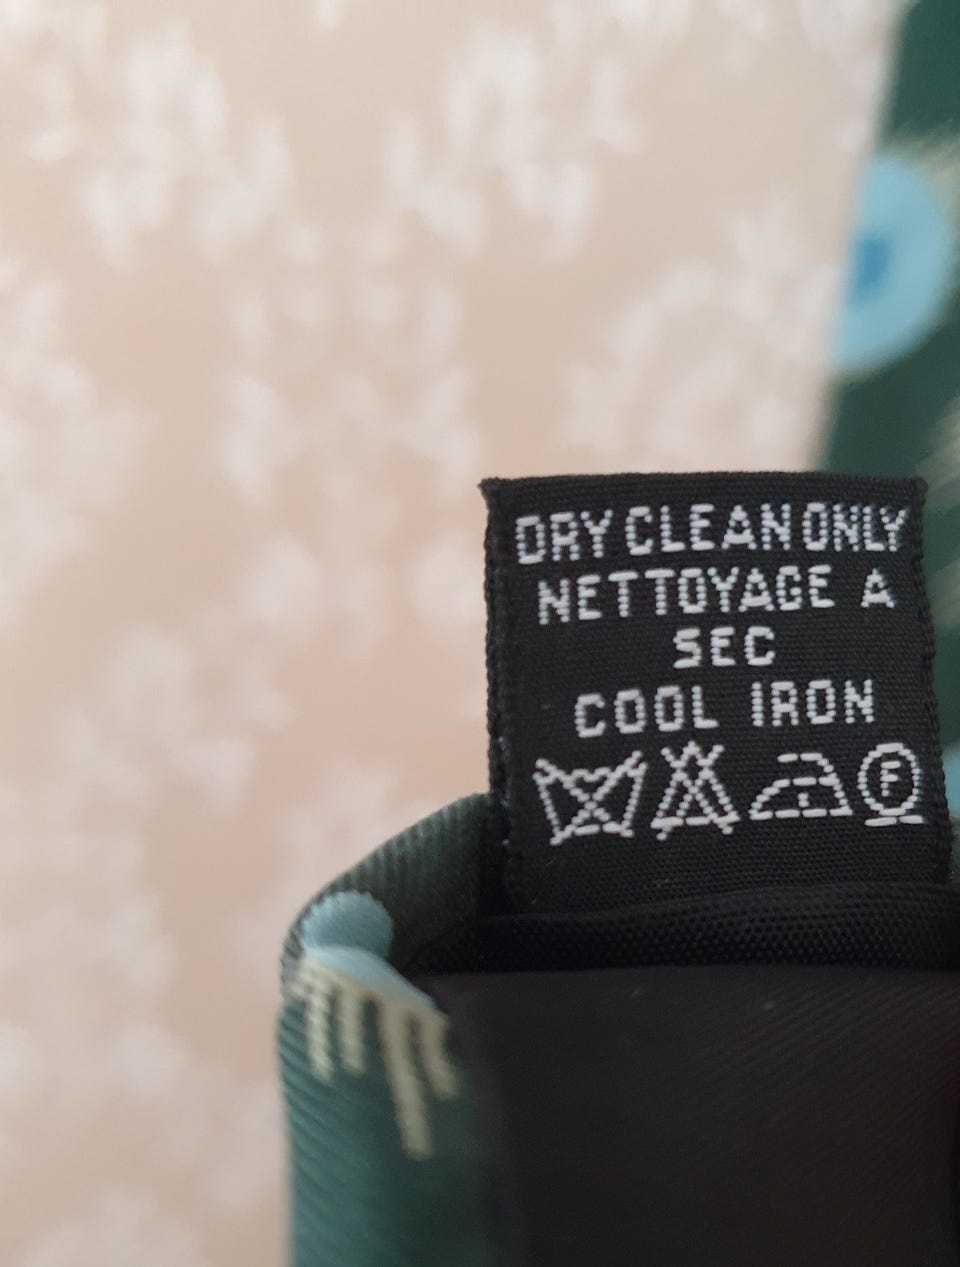 DRY CLEAN ONLY
NETTOYAGE A
SEC
COOL IRON
F